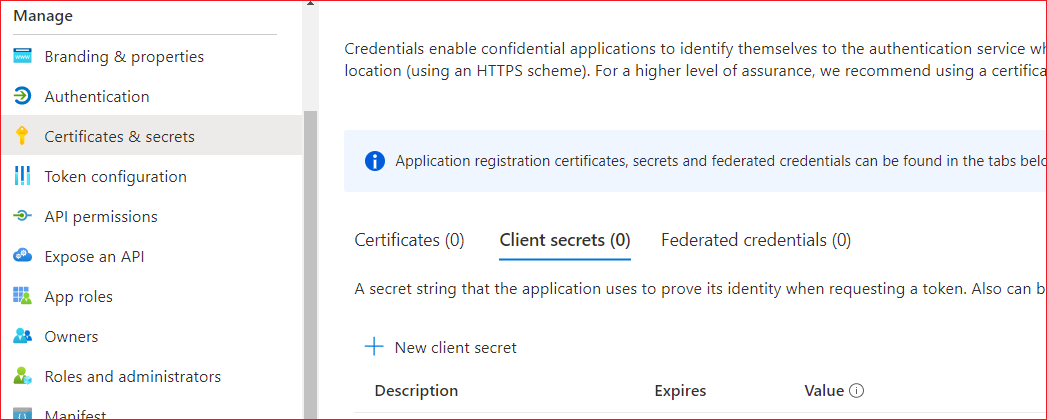 Manage
Branding & properties
Authentication
Certificates & secrets
Token configuration
API permissions
Expose an API
App roles
Owners
Roles and administrators
Manifest
Credentials enable confidential applications to identify themselves to the authentication service wh
location (using an HTTPS scheme). For a higher level of assurance, we recommend using a certifica
Application registration certificates, secrets and federated credentials can be found in the tabs belo
Certificates (0) Client secrets (0) Federated credentials (0)
A secret string that the application uses to prove its identity when requesting a token. Also can b
New client secret
Description Expires Value